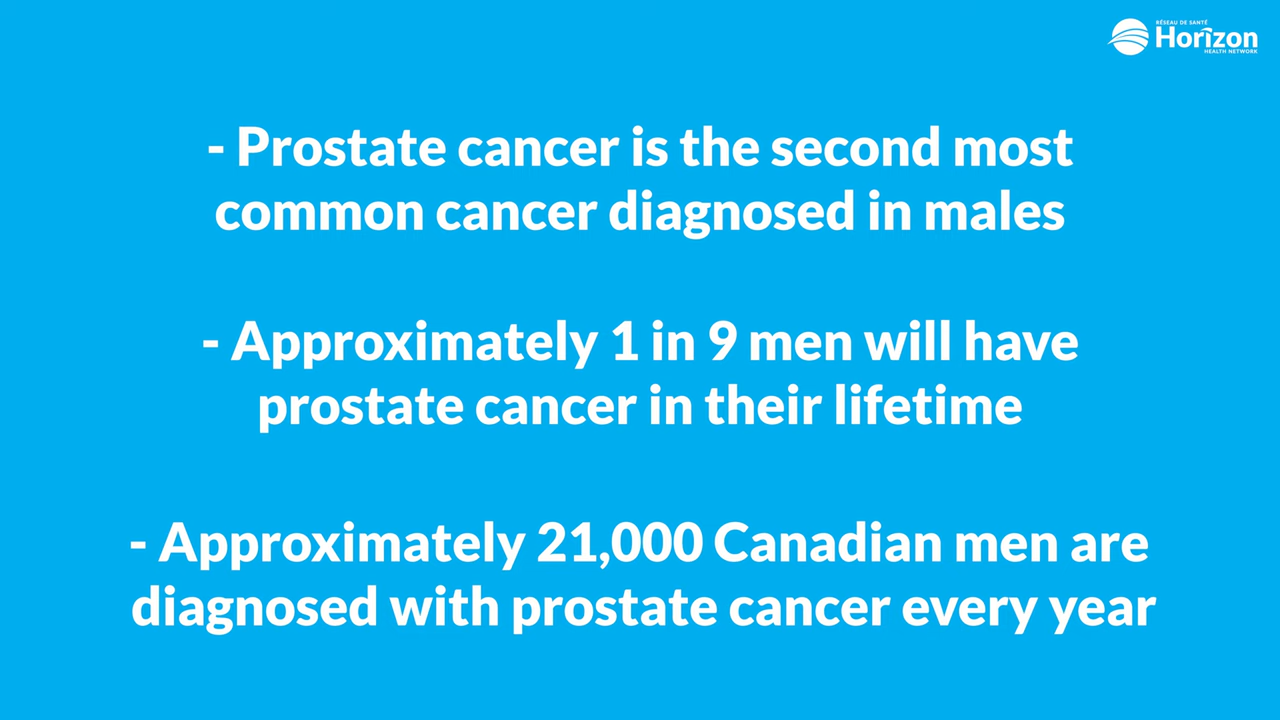 RÉSEAU DE SANTÉ
Horizon
HEALTH NETWORK
- Prostate cancer is the second most
common cancer diagnosed in males
- Approximately 1 in 9 men will have
prostate cancer in their lifetime
- Approximately 21,000 Canadian men are
diagnosed with prostate cancer every year